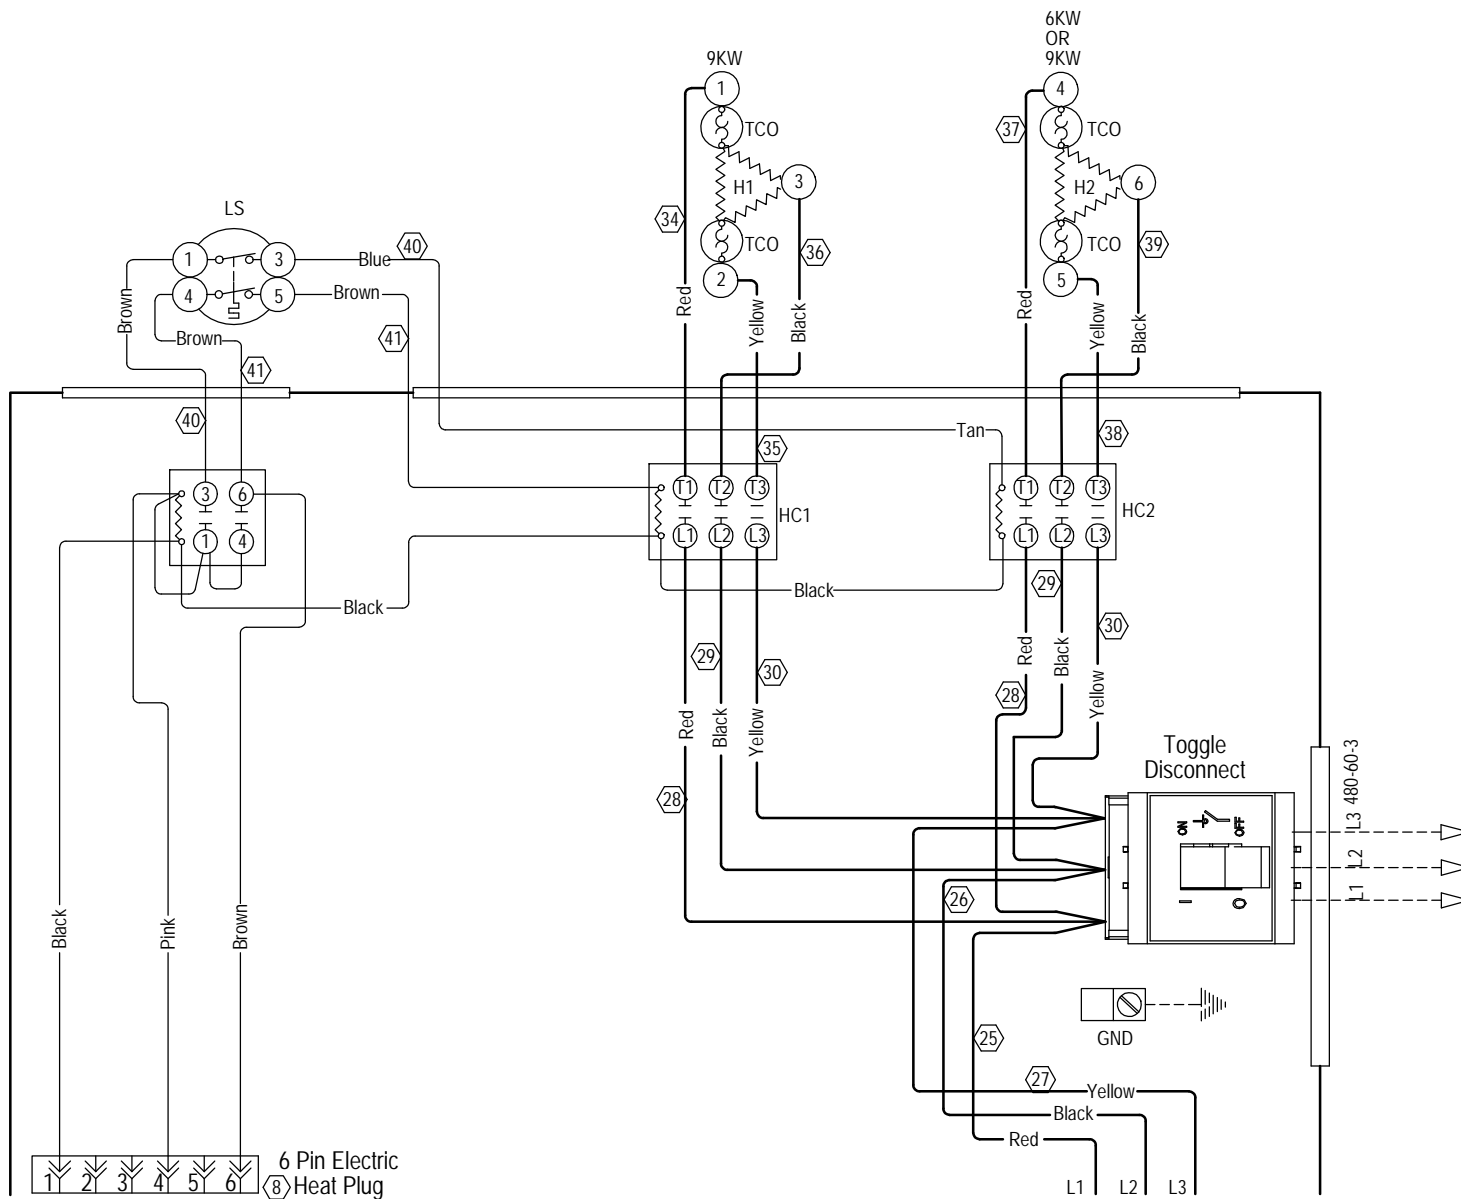 6KW
OR
9KW
9KW
1
4
TCO
TCO
37
3
6
H1
H2
LS
34
TCO
TCO
40
36
39
1
3
Blue
4
5
Brown
2
5
Red
Yellow
Black
Red
Yellow
Black
Brown
Brown
41
41
40
Tan
35
38
3
6
T1
T2
T3
T1
T2
T3
HC1
HC2
1
4
L1
L2
L3
L1
L2
L3
29
Black
Black
30
29
Red
Black
30
28
Yellow
Red
Black
Yellow
Toggle
Disconnect
28
L3 480-60-3
L2
L1
ON
OFF
I
O
26
Black
Pink
Brown
GND
25
27
Yellow
Black
Red
6 Pin Electric
8 Heat Plug
1 2 3 4 5 6
L1 L2 L3